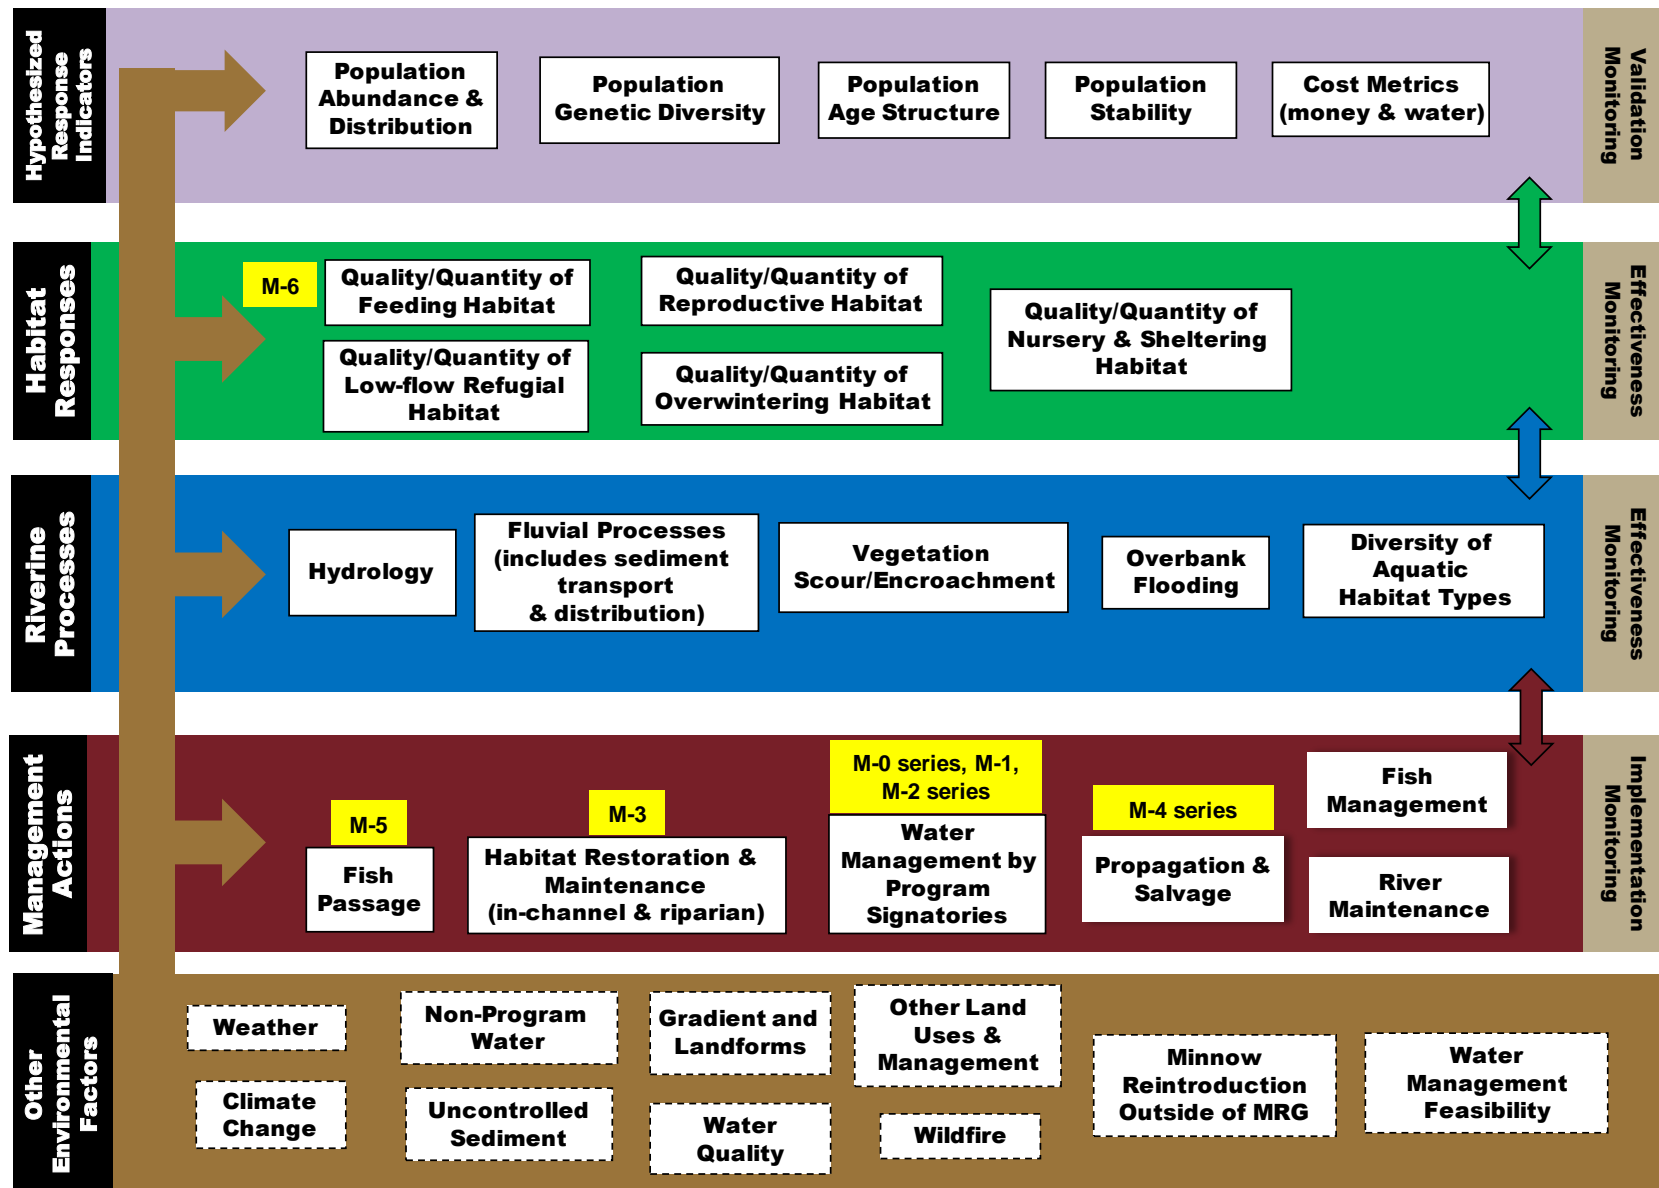 Hypothesized
Response
Indicators
Population
Abundance &
Distribution
Population
Genetic Diversity
Population
Age Structure
Population
Stability
Cost Metrics
(money & water)
Validation
Monitoring
Habitat
Responses
M-6
Quality/Quantity of
Feeding Habitat
Quality/Quantity of
Reproductive Habitat
Quality/Quantity of
Nursery & Sheltering
Habitat
Quality/Quantity of
Low-flow Refugial
Habitat
Quality/Quantity of
Overwintering Habitat
Effectiveness
Monitoring
Riverine
Processes
Hydrology
Fluvial Processes
(includes sediment
transport
& distribution)
Vegetation
Scour/Encroachment
Overbank
Flooding
Diversity of
Aquatic
Habitat Types
Effectiveness
Monitoring
Management
Actions
M-5
Fish
Passage
M-3
Habitat Restoration &
Maintenance
(in-channel & riparian)
M-0 series, M-1,
M-2 series
Water
Management by
Program
Signatories
M-4 series
Propagation &
Salvage
Fish
Management
River
Maintenance
Implementation
Monitoring
Other
Environmental
Factors
Weather
Non-Program
Water
Gradient and
Landforms
Other Land
Uses &
Management
Minnow
Reintroduction
Outside of MRG
Water
Management
Feasibility
Climate
Change
Uncontrolled
Sediment
Water
Quality
Wildfire